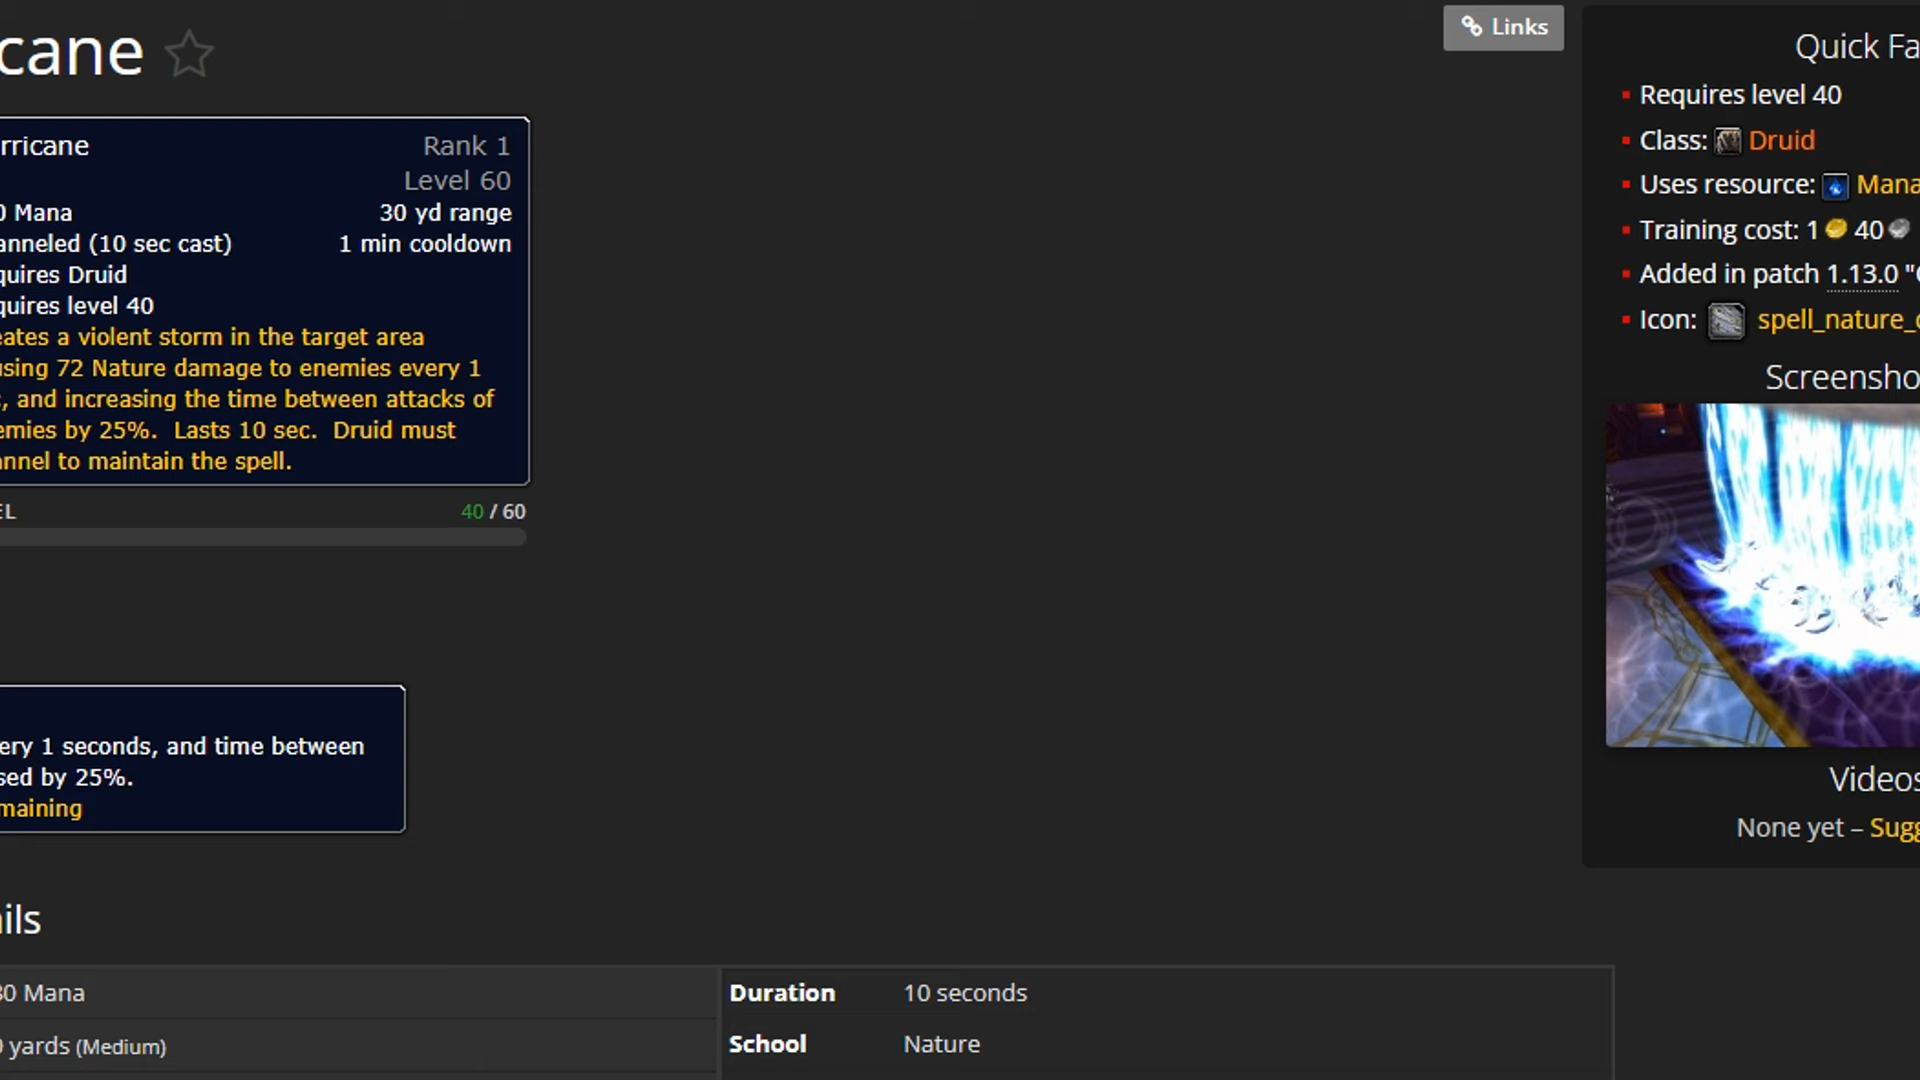 cane
Links
rricane
Rank 1
Level 60
0 Mana
30 yd range
anneled (10 sec cast)
1 min cooldown
quires Druid
quires level 40
eates a violent storm in the target area
using 72 Nature damage to enemies every 1
c, and increasing the time between attacks of
emies by 25%.  Lasts 10 sec.  Druid must
annel to maintain the spell.
EL
40 / 60
ery 1 seconds, and time between
sed by 25%.
maining
ils
30 Mana
Duration 10 seconds
0 yards (Medium)
School Nature
Quick Fa
Requires level 40
Class: Druid
Uses resource: Mana
Training cost: 1 40
Added in patch 1.13.0 "
Icon: spell_nature_
Screensho
Videos
None yet – Sugg